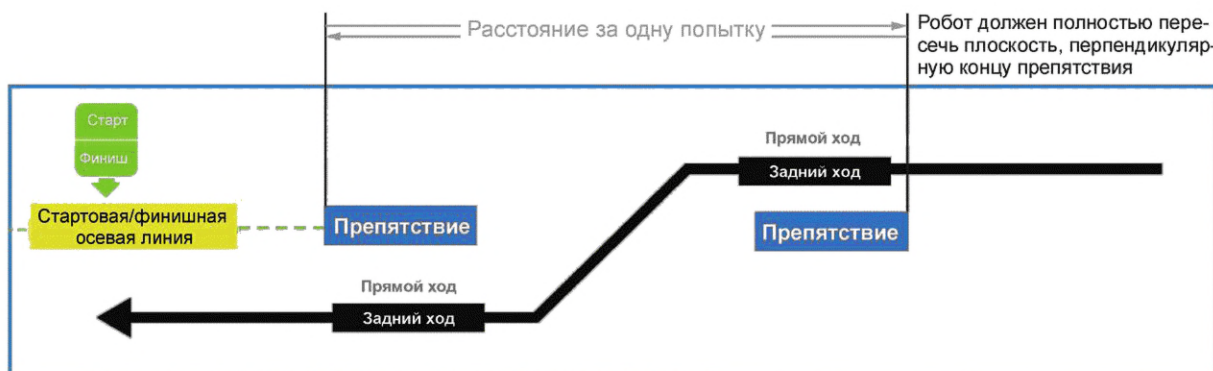 Расстояние за одну попытку
Робот должен полностью пере-
сечь плоскость, перпендикуляр-
ную концу препятствия
Старт
Финиш
Стартовая/финишная
осевая линия
Препятствие
Прямой ход
Задний ход
Препятствие
Прямой ход
Задний ход